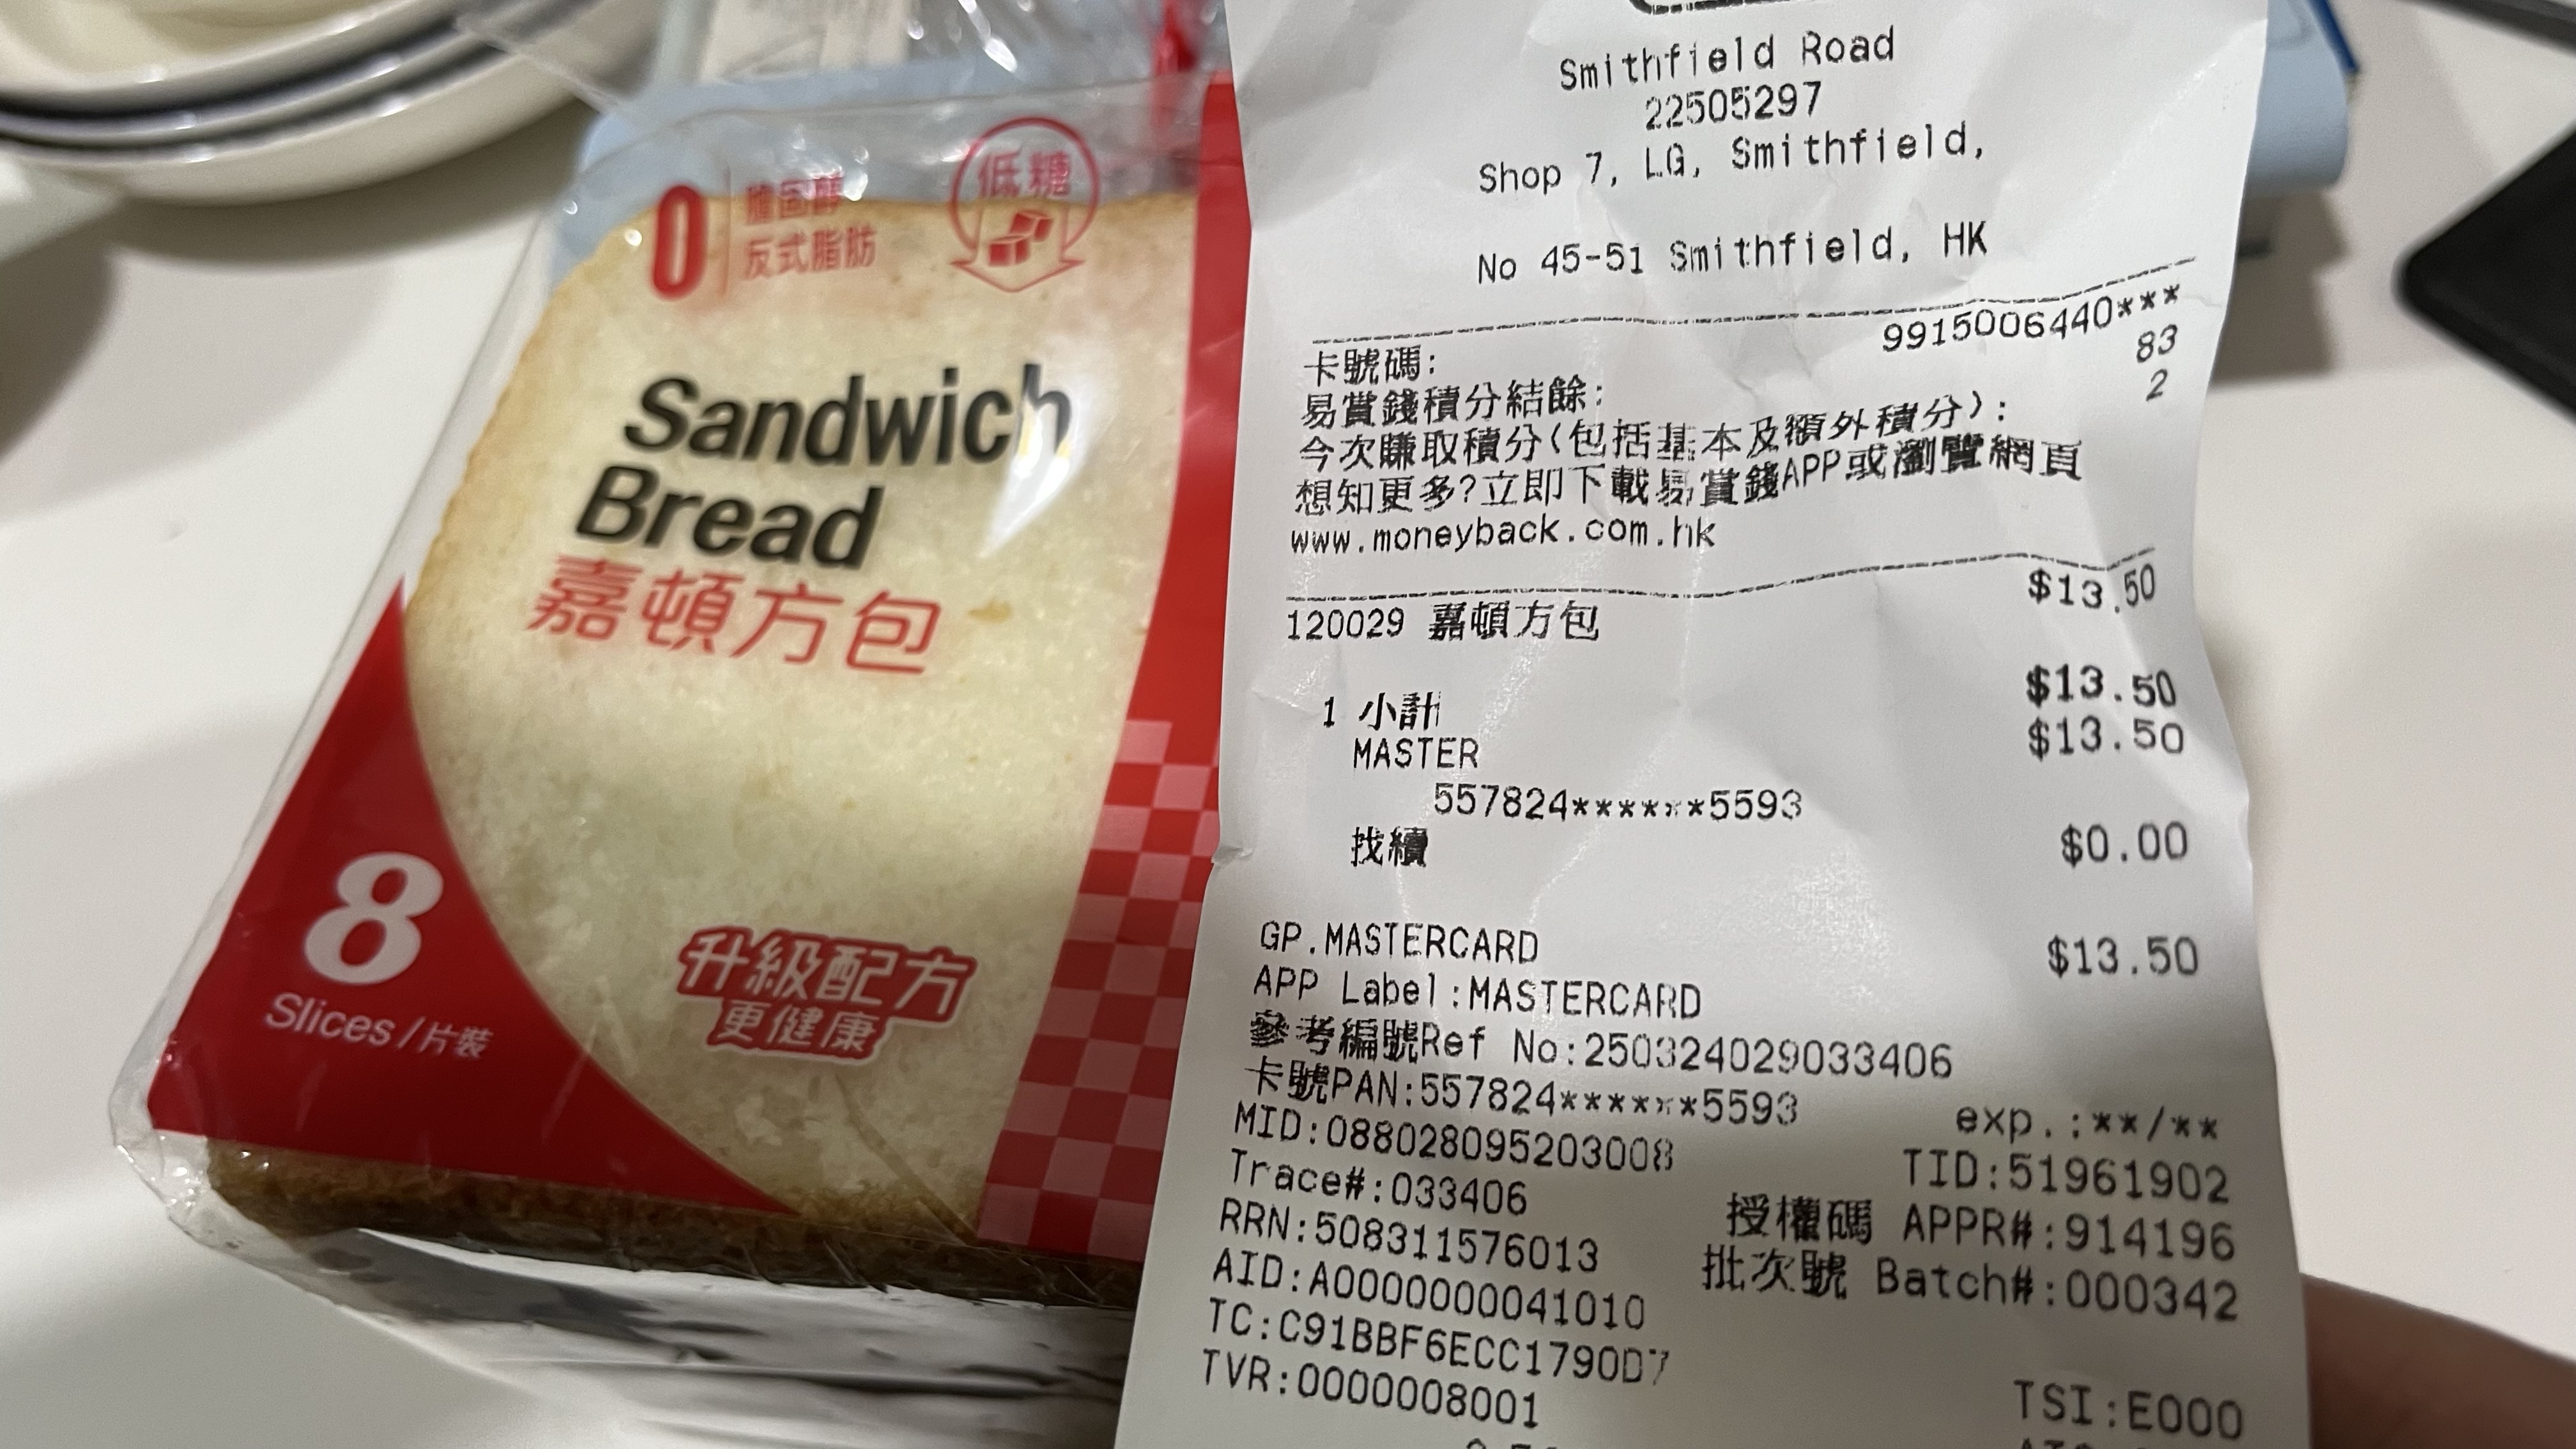 0
膽固醇
反式脂肪
低糖
Sandwich
Bread
嘉頓方包
8
Slices/片裝
升級配方
更健康
Smithfield Road
22505297
Shop 7, LG, Smithfield,
No 45-51 Smithfield, HK
卡號碼: 9915006440***
易賞錢積分結餘: 83
今次賺取積分(包括基本及額外積分): 2
想知更多?立即下載易賞錢APP或瀏覽網頁
www.moneyback.com.hk
120029 嘉頓方包 $13.50
1 小計 $13.50
MASTER $13.50
557824******5593
找續 $0.00
GP.MASTERCARD $13.50
APP Label:MASTERCARD
參考編號Ref No:250324029033406
卡號PAN:557824******5593 exp.:**/**
MID:088028095203008 TID:51961902
Trace#:033406 授權碼 APPR#:914196
RRN:508311576013 批次號 Batch#:000342
AID:A0000000041010
TC:C91BBF6ECC1790D7
TVR:0000008001 TSI:E000